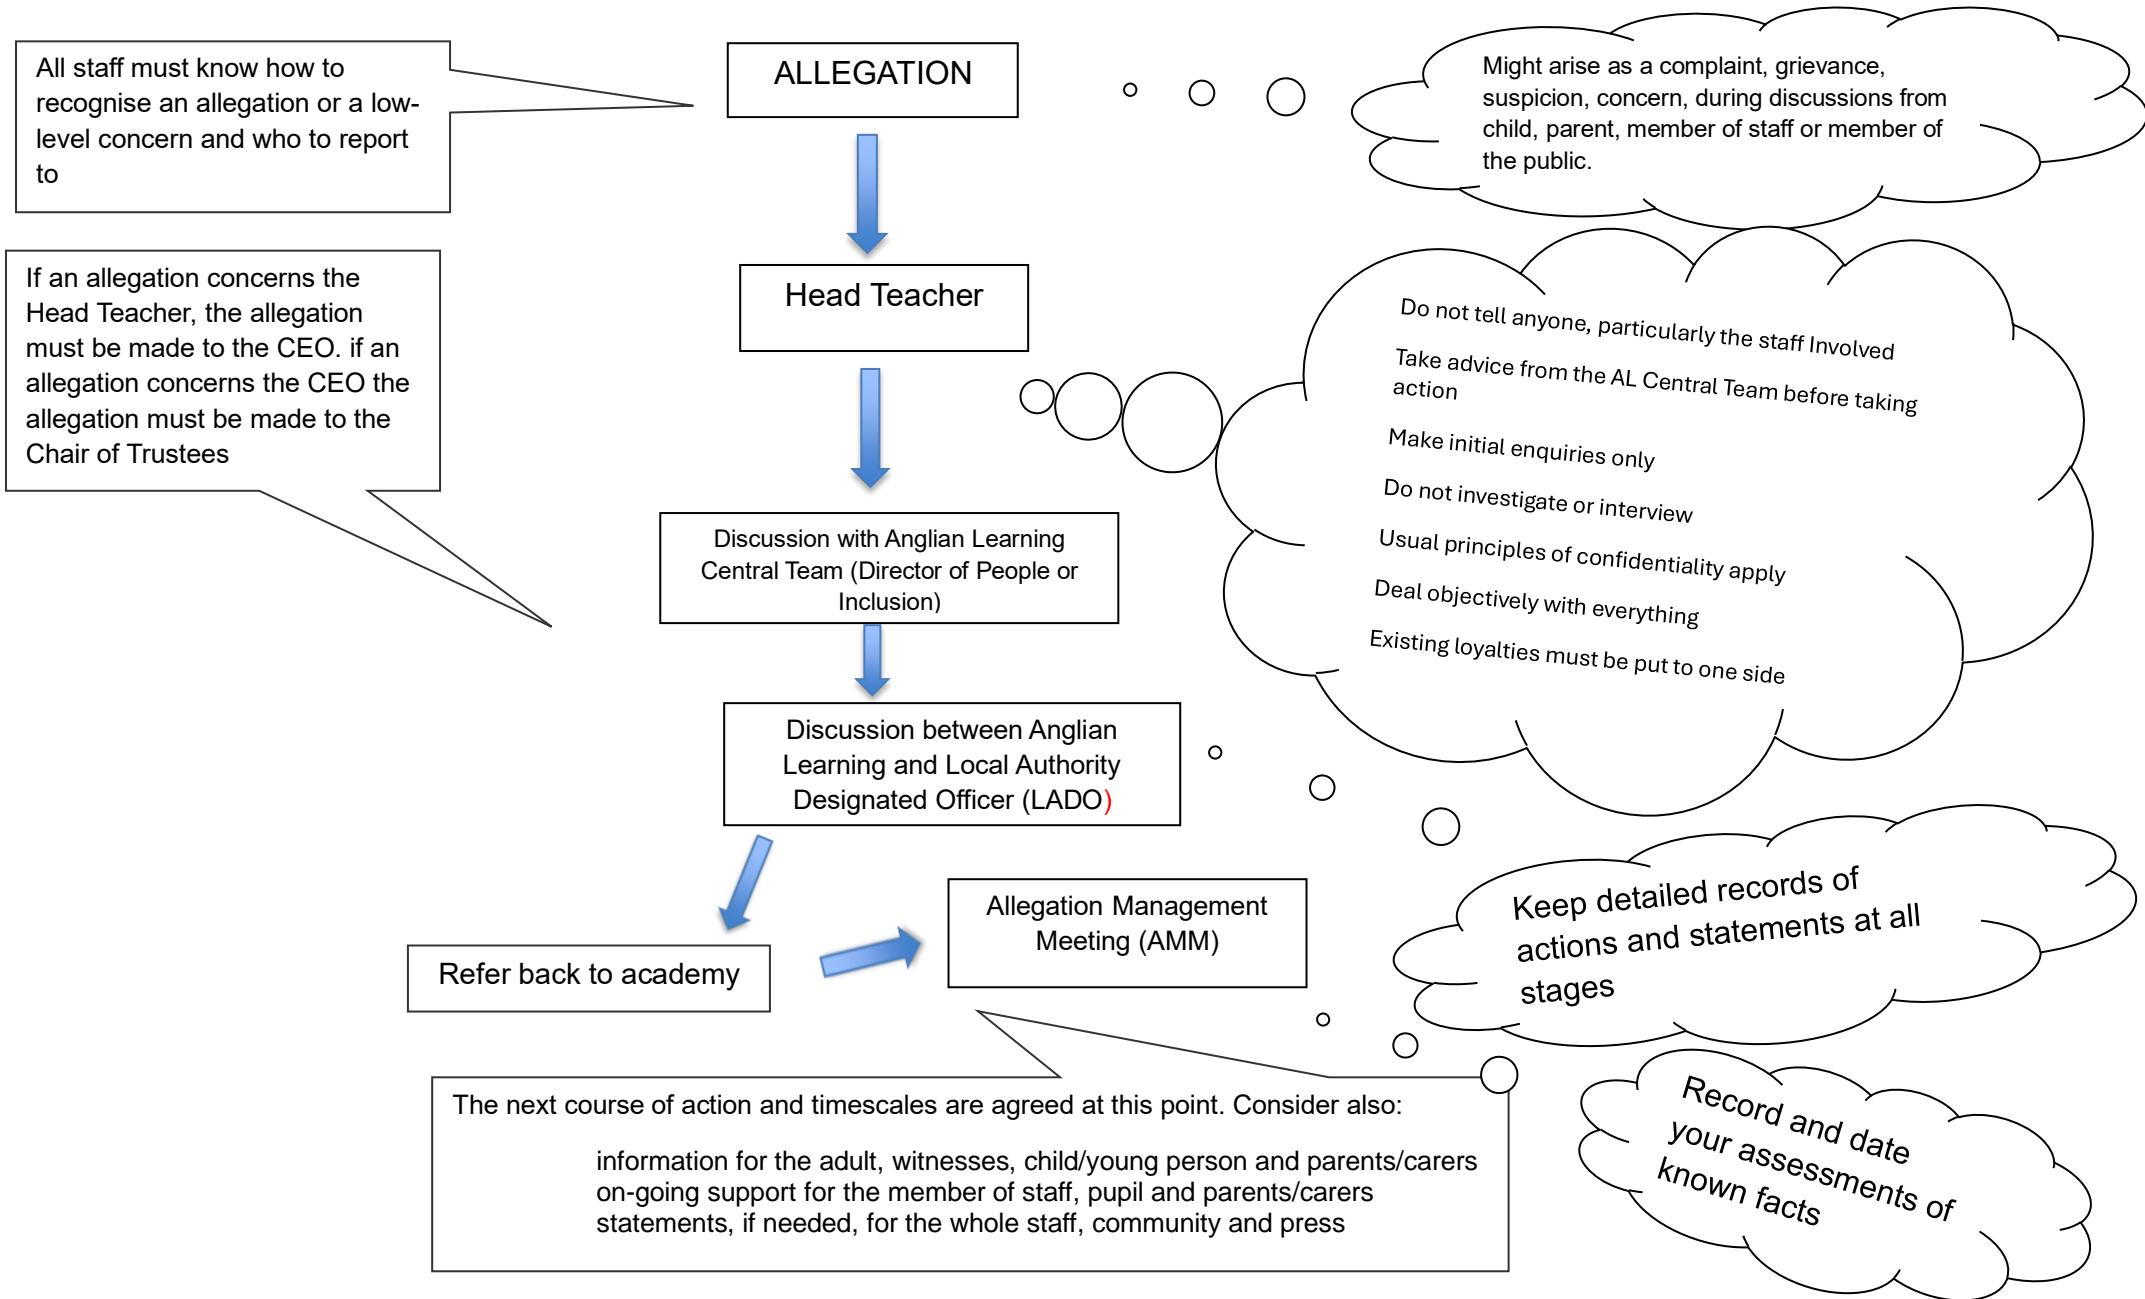 All staff must know how to
recognise an allegation or a low-
level concern and who to report
to
ALLEGATION
Might arise as a complaint, grievance,
suspicion, concern, during discussions from
child, parent, member of staff or member of
the public.
If an allegation concerns the
Head Teacher, the allegation
must be made to the CEO. if an
allegation concerns the CEO the
allegation must be made to the
Chair of Trustees
Head Teacher
Do not tell anyone, particularly the staff Involved
Take advice from the AL Central Team before taking
action
Make initial enquiries only
Do not investigate or interview
Usual principles of confidentiality apply
Deal objectively with everything
Existing loyalties must be put to one side
Discussion with Anglian Learning
Central Team (Director of People or
Inclusion)
Discussion between Anglian
Learning and Local Authority
Designated Officer (LADO)
Keep detailed records of
actions and statements at all
stages
Refer back to academy
Allegation Management
Meeting (AMM)
The next course of action and timescales are agreed at this point. Consider also:
information for the adult, witnesses, child/young person and parents/carers
on-going support for the member of staff, pupil and parents/carers
statements, if needed, for the whole staff, community and press
Record and date
your assessments of
known facts